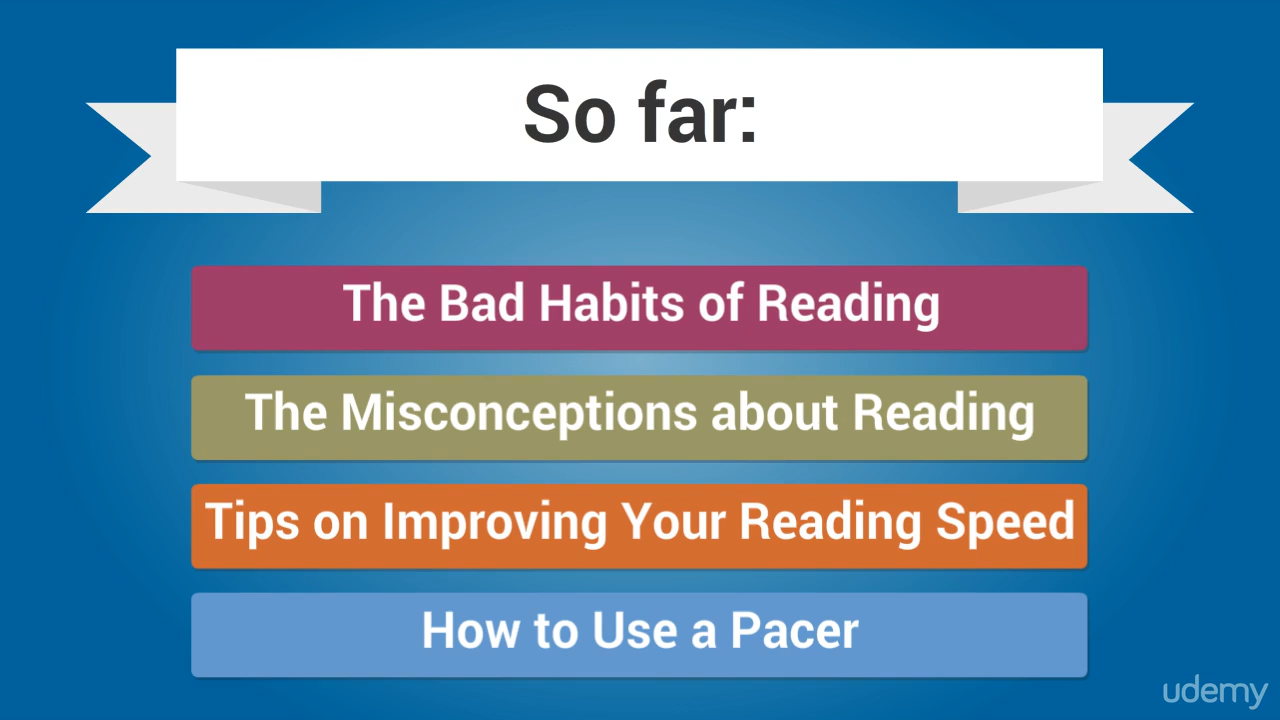 So far:
The Bad Habits of Reading
The Misconceptions about Reading
Tips on Improving Your Reading Speed
How to Use a Pacer
udemy